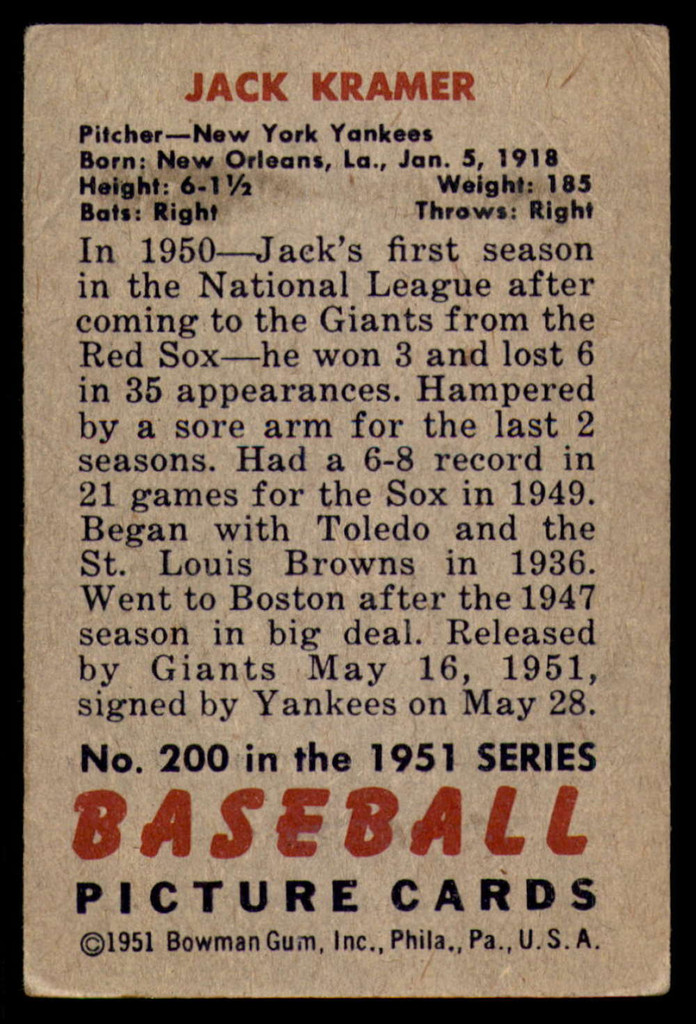 JACK KRAMER
Pitcher—New York Yankees
Born: New Orleans, La., Jan. 5, 1918
Height: 6-1½ Weight: 185
Bats: Right Throws: Right
In 1950—Jack's first season
in the National League after
coming to the Giants from the
Red Sox—he won 3 and lost 6
in 35 appearances. Hampered
by a sore arm for the last 2
seasons. Had a 6-8 record in
21 games for the Sox in 1949.
Began with Toledo and the
St. Louis Browns in 1936.
Went to Boston after the 1947
season in big deal. Released
by Giants May 16, 1951,
signed by Yankees on May 28.
No. 200 in the 1951 SERIES
BASEBALL
PICTURE CARDS
©1951 Bowman Gum, Inc., Phila., Pa., U.S.A.